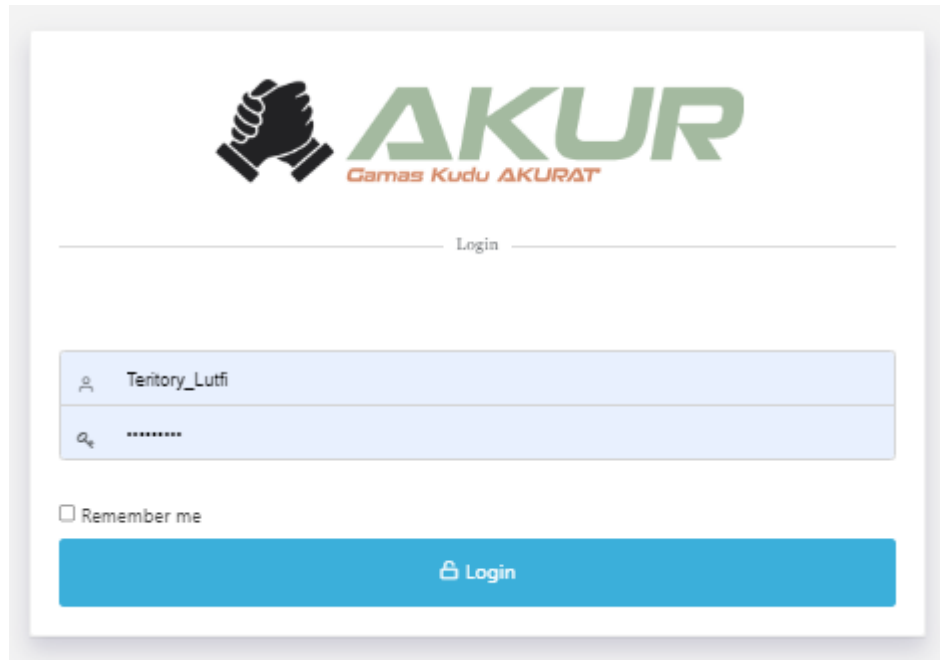 AKUR
Gamas Kudu AKURAT
Login
Teritory_Lutfi
•••••••••
Remember me
Login